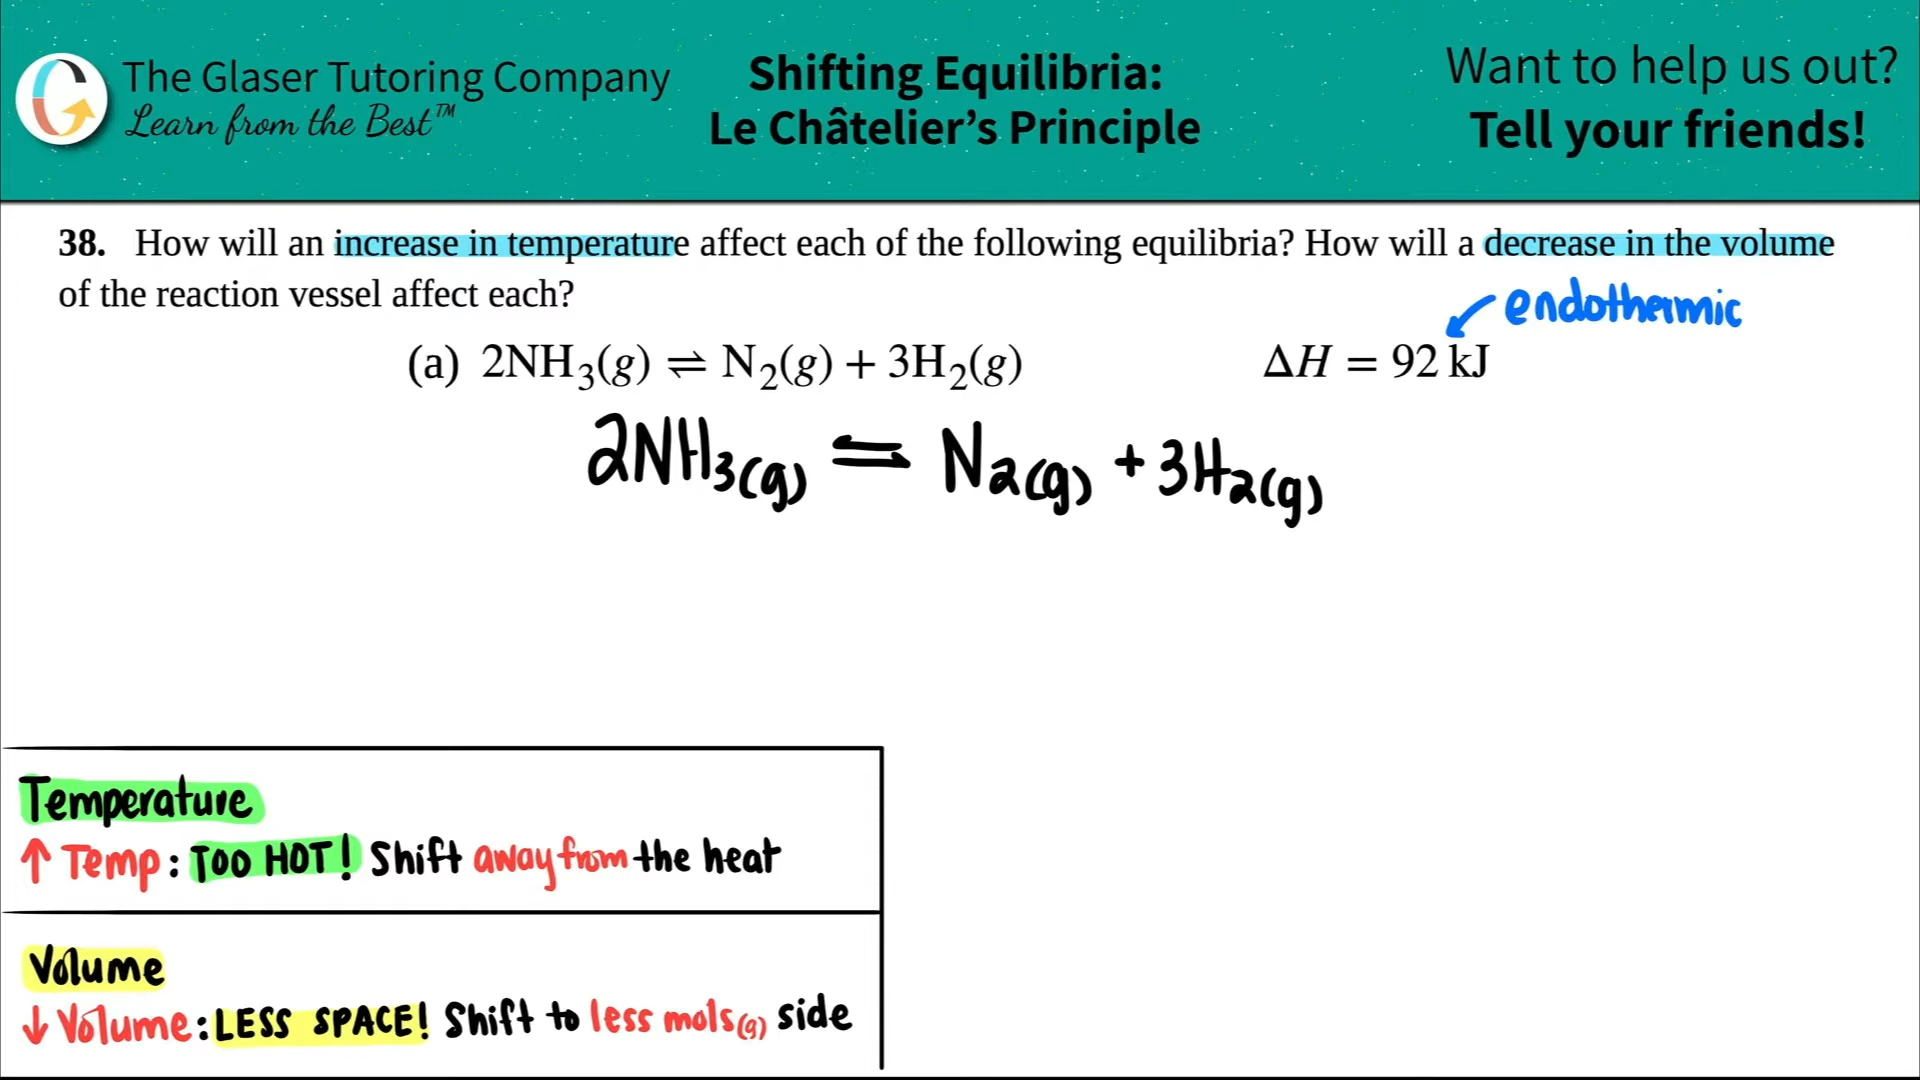 The Glaser Tutoring Company
Learn from the Best™
Shifting Equilibria:
Le Châtelier's Principle
Want to help us out?
Tell your friends!
38. How will an increase in temperature affect each of the following equilibria? How will a decrease in the volume
of the reaction vessel affect each?
endothermic
(a) 2NH₃(g) ⇌ N₂(g) + 3H₂(g) ΔH = 92 kJ
2NH₃(g) ⇌ N₂(g) + 3H₂(g)
Temperature
↑ Temp: TOO HOT! Shift away from the heat
Volume
↓ Volume: LESS SPACE! Shift to less mols(g) side